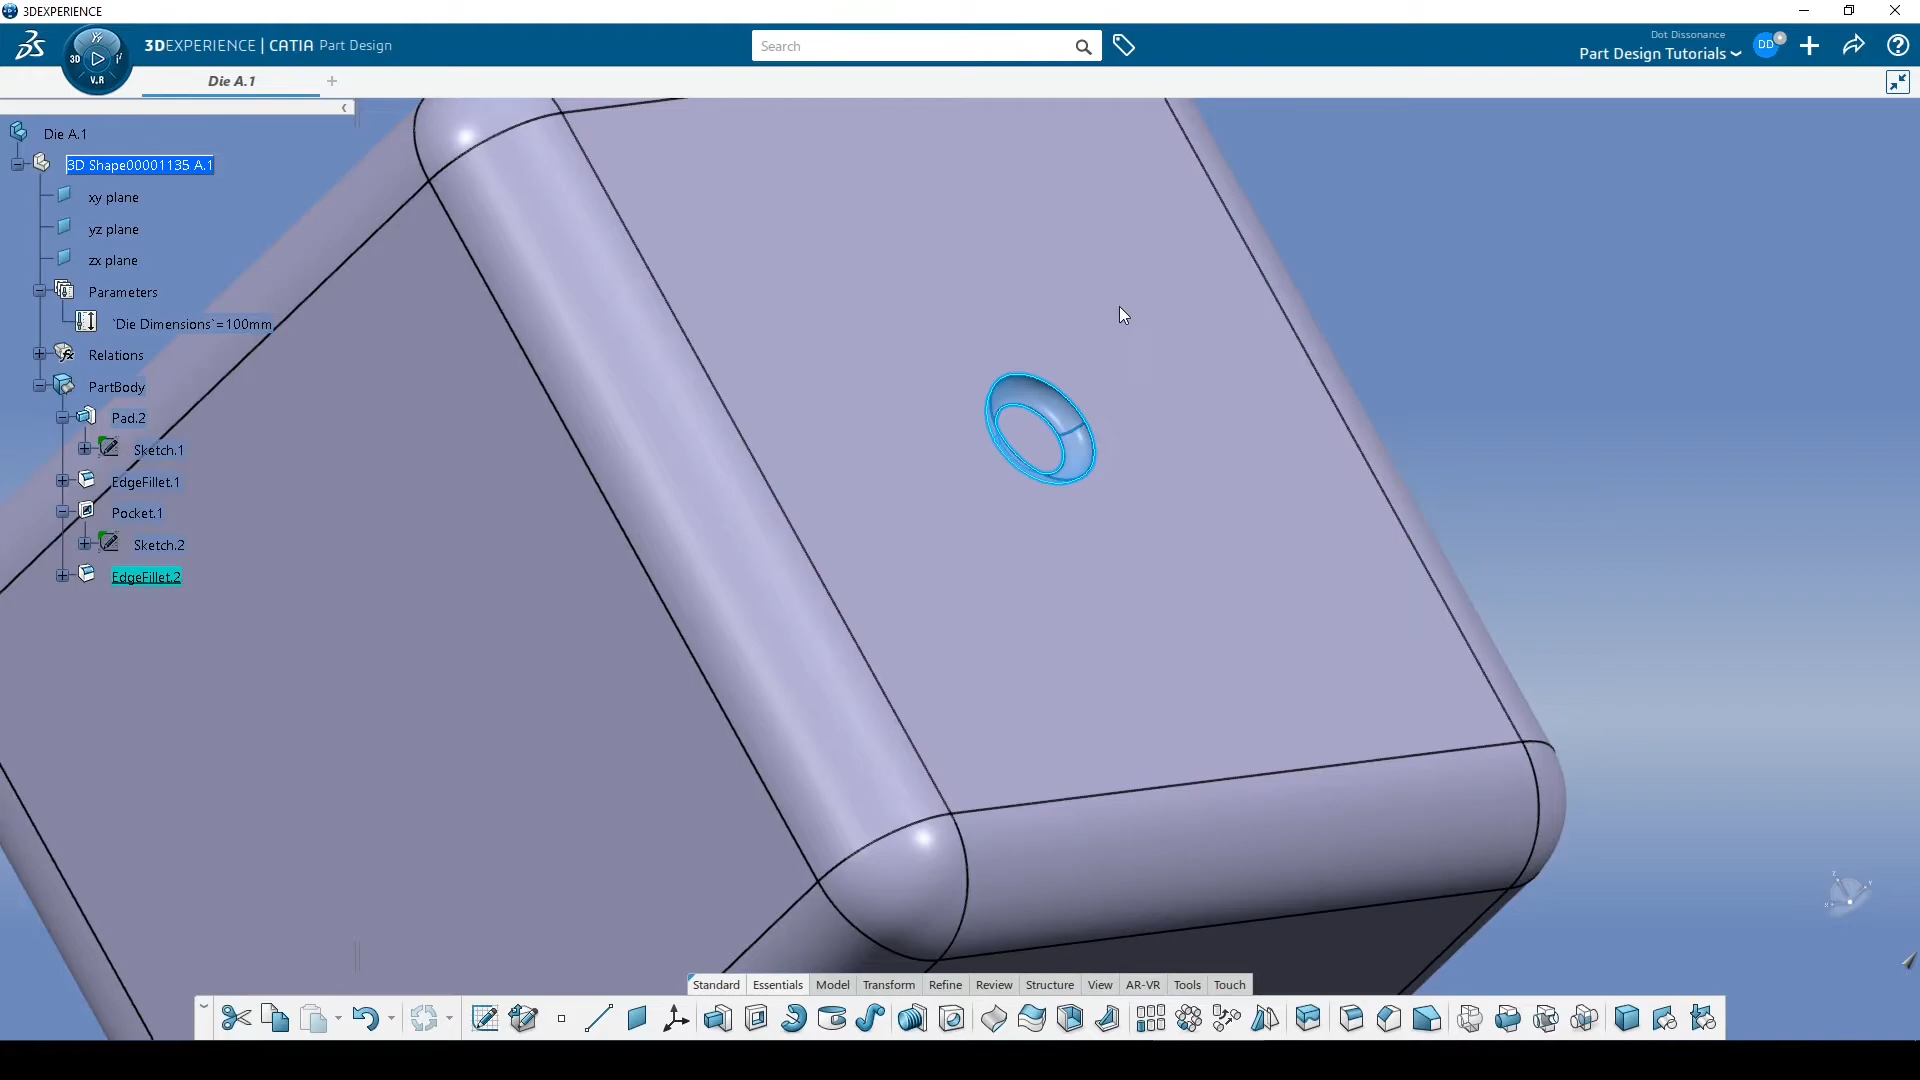 3DEXPERIENCE
3DEXPERIENCE | CATIA Part Design
3D
V.R
Search
Dot Dissonance
Part Design Tutorials
DD
Die A.1
Die A.1
3D Shape00001135 A.1
xy plane
yz plane
zx plane
Parameters
`Die Dimensions`=100mm
Relations
PartBody
Pad.2
Sketch.1
EdgeFillet.1
Pocket.1
Sketch.2
EdgeFillet.2
Standard Essentials Model Transform Refine Review Structure View AR-VR Tools Touch